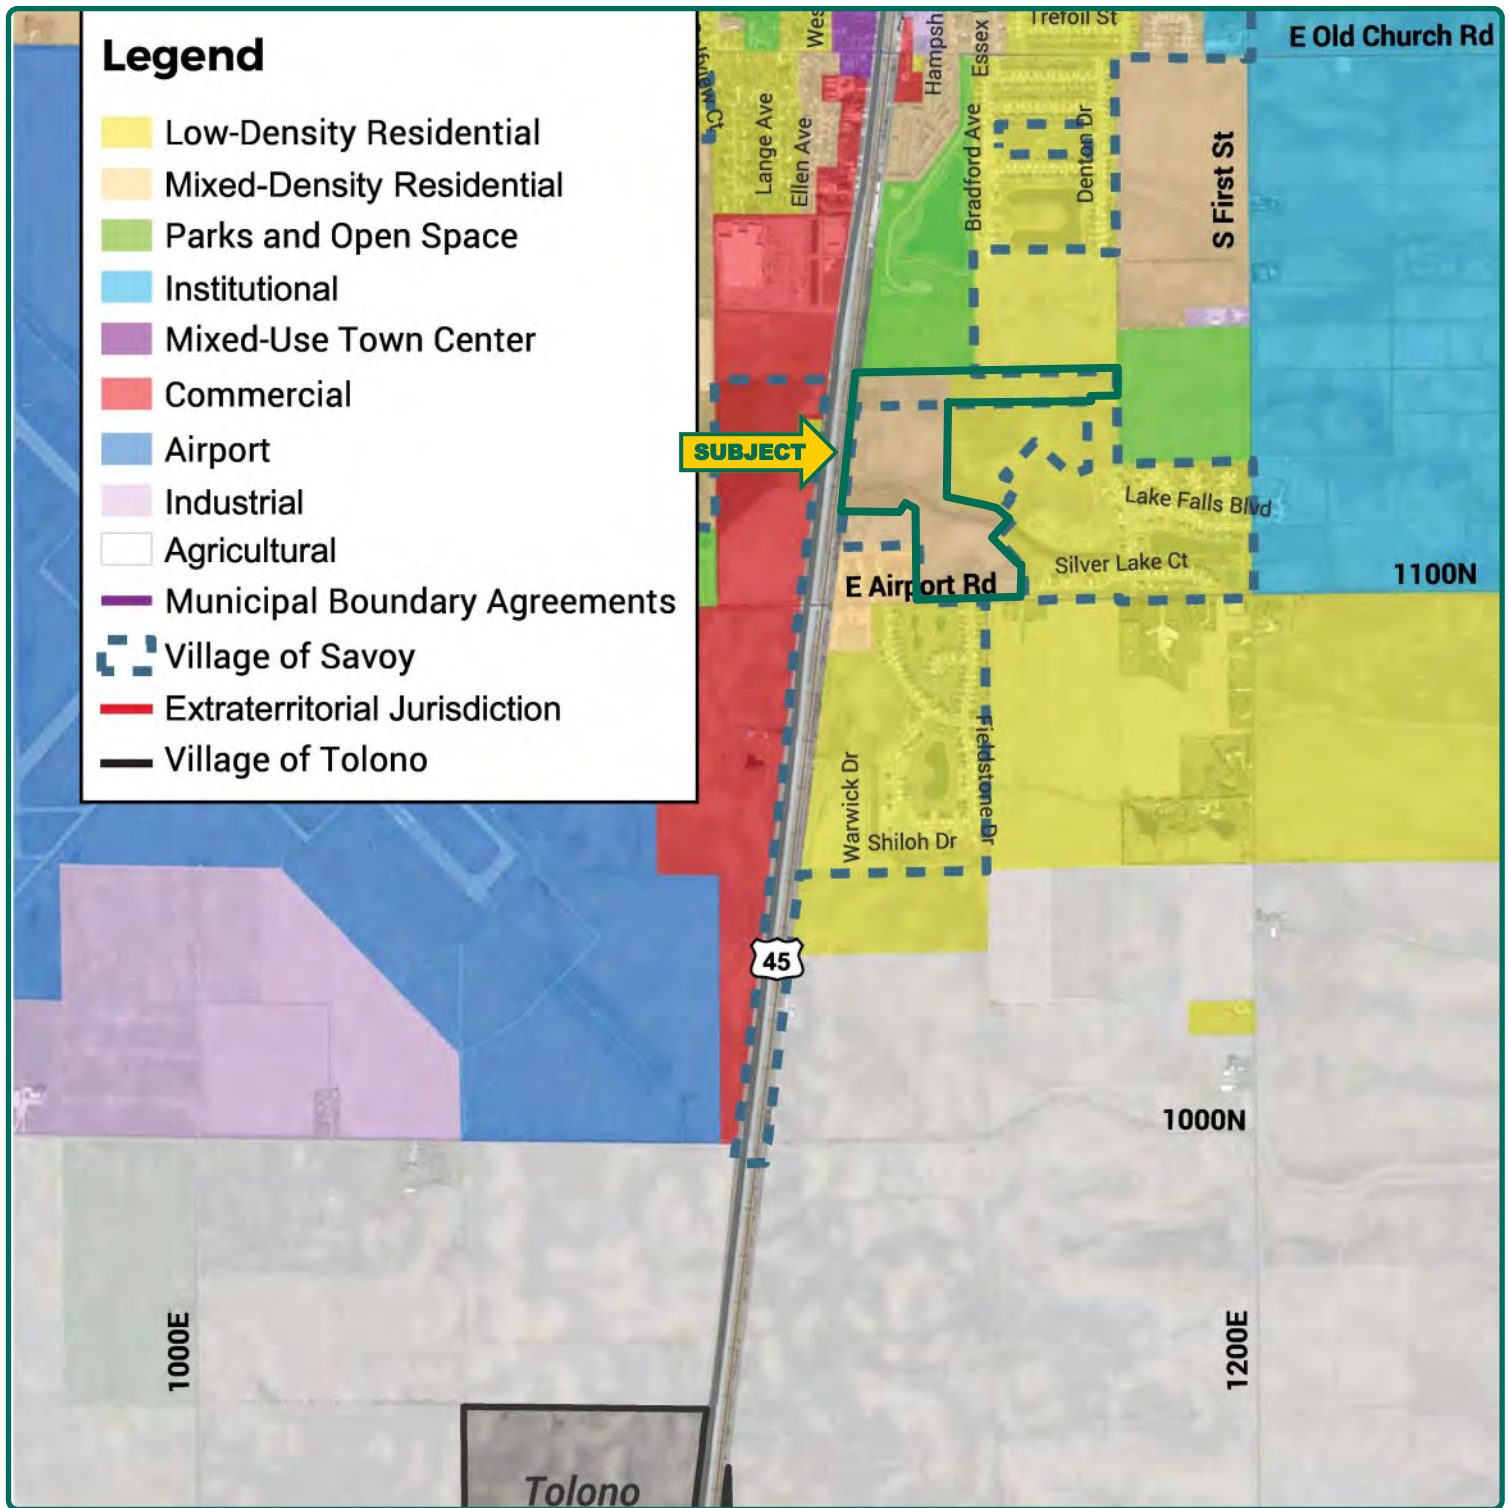 Legend
Low-Density Residential
Mixed-Density Residential
Parks and Open Space
Institutional
Mixed-Use Town Center
Commercial
Airport
Industrial
Agricultural
Municipal Boundary Agreements
Village of Savoy
Extraterritorial Jurisdiction
Village of Tolono
Wes
Hampsh
Essex
Trefoil St
E Old Church Rd
Ct
Lange Ave
Ellen Ave
Bradford Ave
Denton Dr
S First St
SUBJECT
Lake Falls Blvd
Silver Lake Ct
1100N
E Airport Rd
Warwick Dr
Fieldstone Dr
Shiloh Dr
45
1000N
1000E
1200E
Tolono